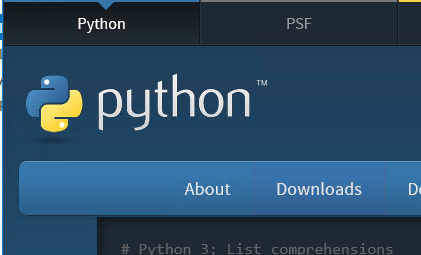 Python PSF
python™
About Downloads
# Python 3: List comprehensions